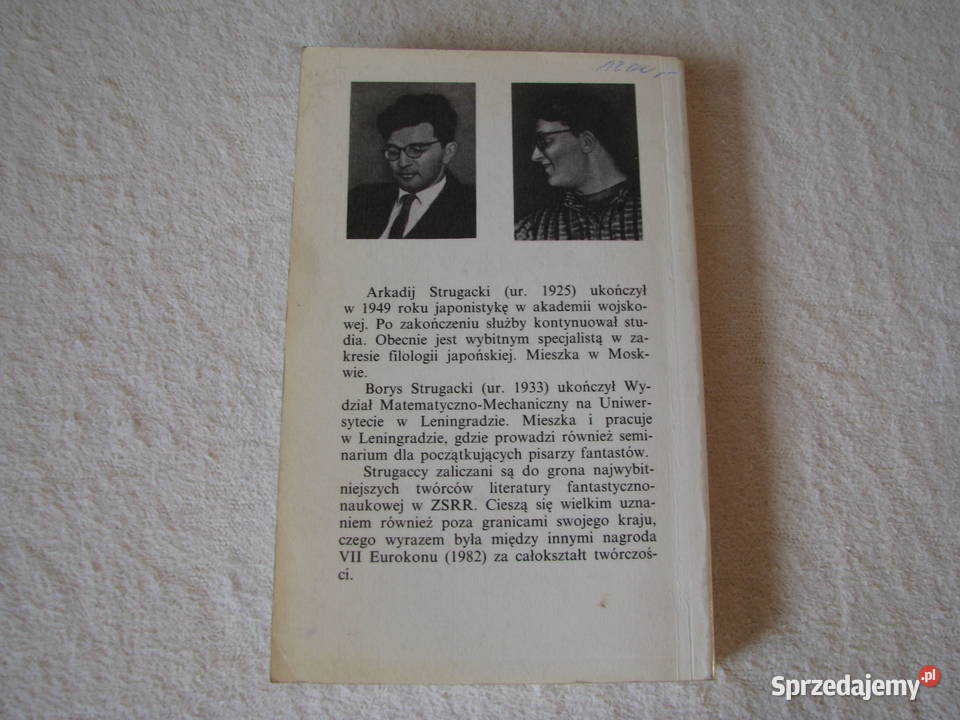 Arkadij Strugacki (ur. 1925) ukończył
w 1949 roku japonistykę w akademii wojsko-
wej. Po zakończeniu służby kontynuował stu-
dia. Obecnie jest wybitnym specjalistą w za-
kresie filologii japońskiej. Mieszka w Mosk-
wie.
Borys Strugacki (ur. 1933) ukończył Wy-
dział Matematyczno-Mechaniczny na Uniwer-
sytecie w Leningradzie. Mieszka i pracuje
w Leningradzie, gdzie prowadzi również semi-
narium dla początkujących pisarzy fantastów.
Strugaccy zaliczani są do grona najwybit-
niejszych twórców literatury fantastyczno-
naukowej w ZSRR. Cieszą się wielkim uzna-
niem również poza granicami swojego kraju,
czego wyrazem była między innymi nagroda
VII Eurokonu (1982) za całokształt twórczoś-
ci.
Sprzedajemy.pl